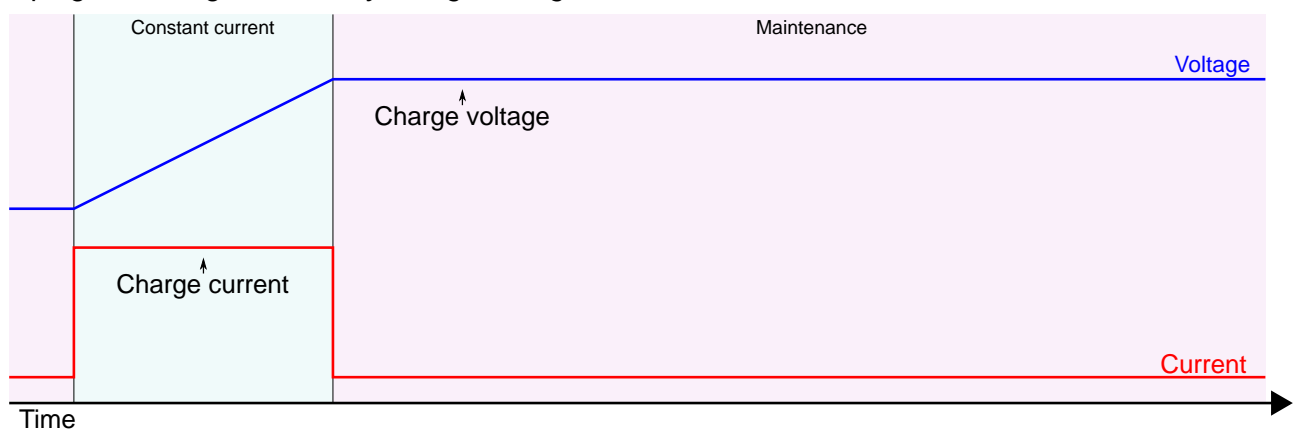 Constant current
Maintenance
Voltage
Charge voltage
Charge current
Current
Time